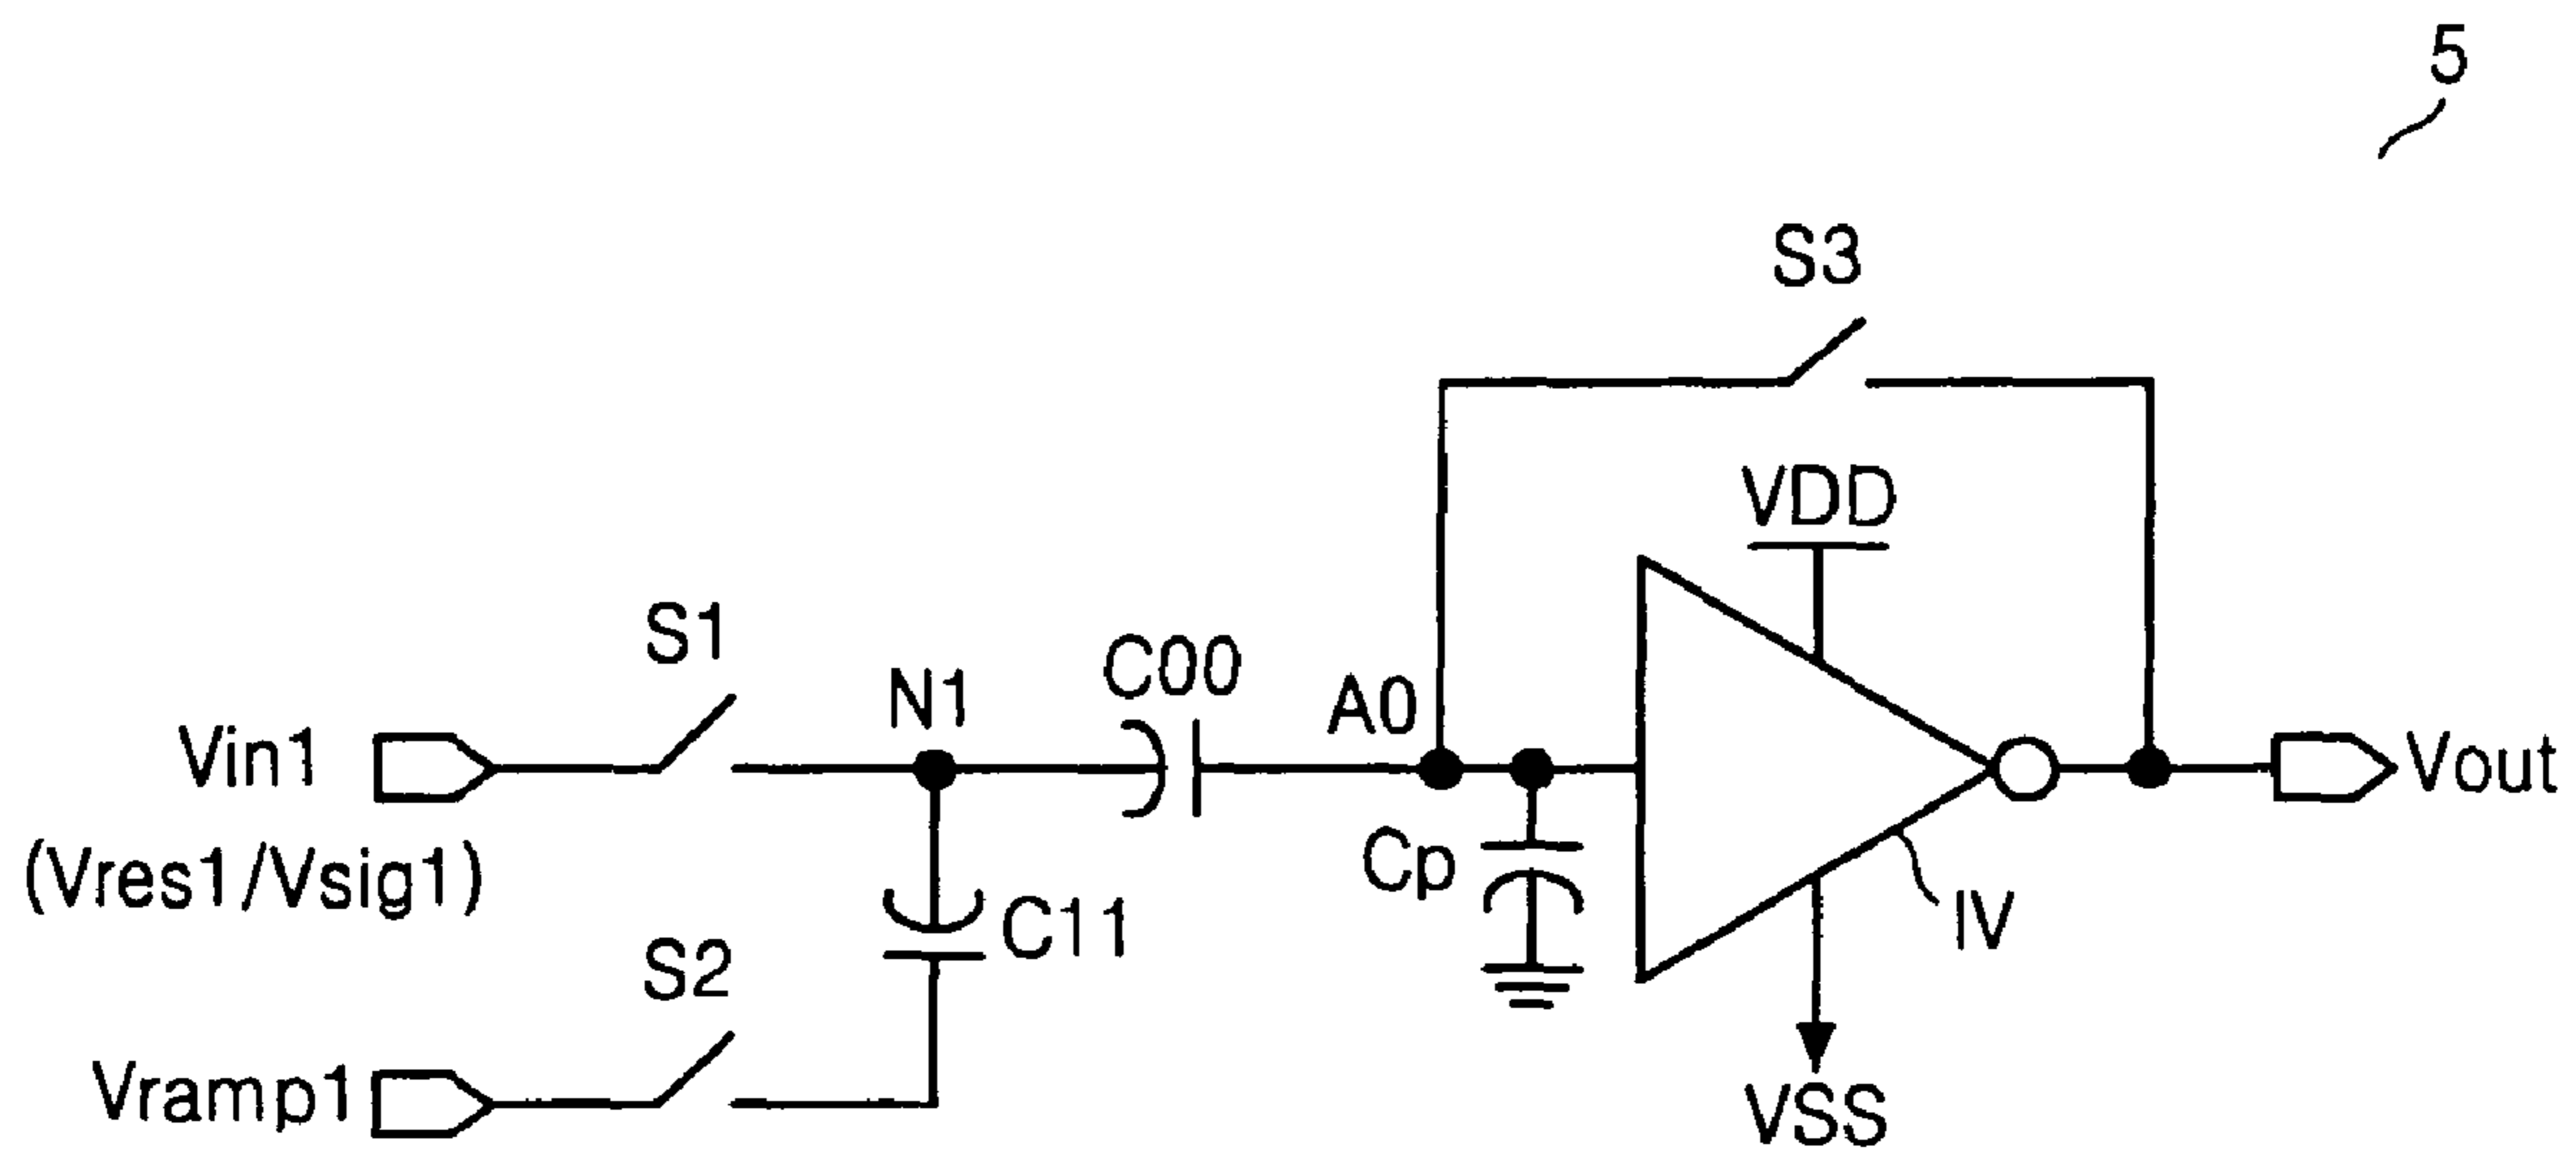 5
S3
VDD
S1
C00
N1
A0
Vin1
Vout
(Vres1/Vsig1)
Cp
C11
IV
S2
Vramp1
VSS